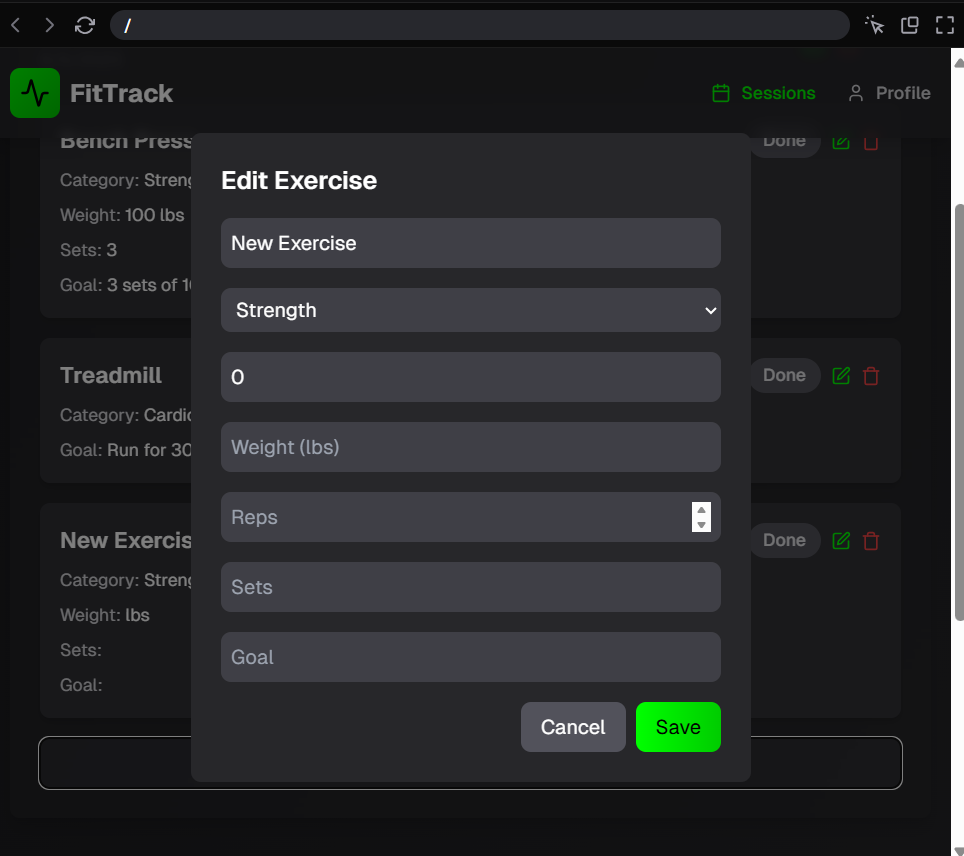 /
FitTrack
Sessions
Profile
Bench Press
Done
Category: Streng
Weight: 100 lbs
Sets: 3
Goal: 3 sets of 10
Treadmill
Done
Category: Cardio
Goal: Run for 30
New Exercis
Done
Category: Streng
Weight: lbs
Sets:
Goal:
Edit Exercise
New Exercise
Strength
0
Weight (lbs)
Reps
Sets
Goal
Cancel
Save